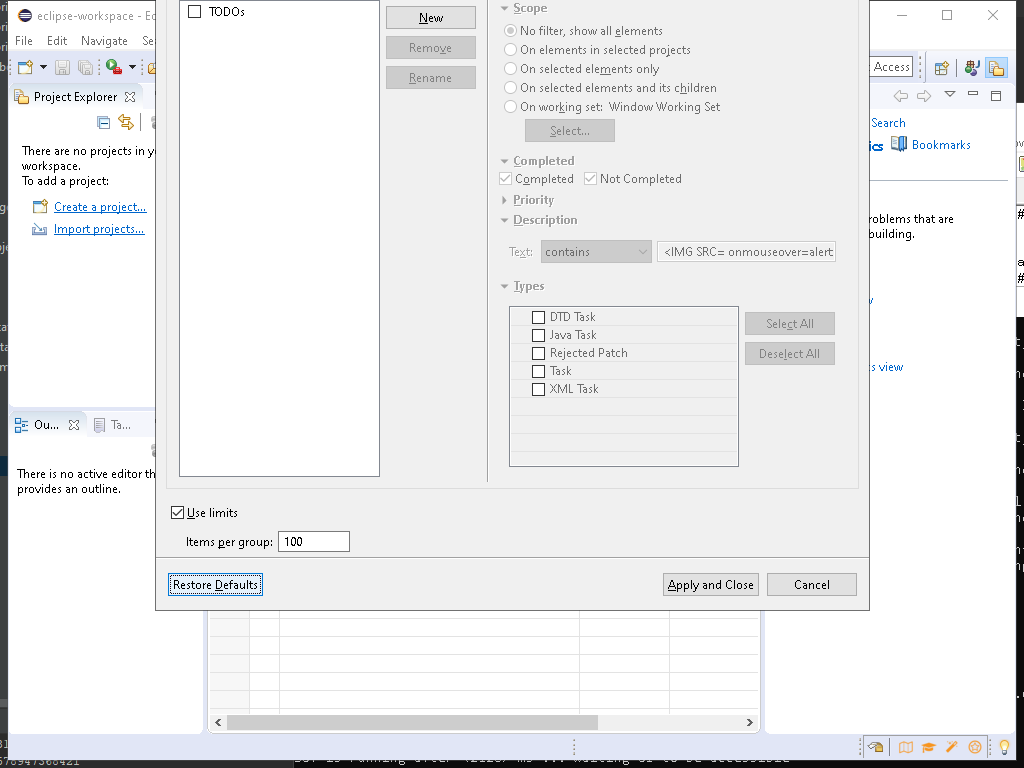 eclipse-workspace - Ec
File Edit Navigate Se
Access
Project Explorer
There are no projects in y
workspace.
To add a project:
Create a project...
Import projects...
Ou...
Ta...
There is no active editor th
provides an outline.
TODOs
New
Remove
Rename
Scope
No filter, show all elements
On elements in selected projects
On selected elements only
On selected elements and its children
On working set: Window Working Set
Select...
Completed
Completed Not Completed
Priority
Description
Text: contains <IMG SRC= onmouseover=alert
Types
DTD Task
Java Task
Rejected Patch
Task
XML Task
Select All
Deselect All
Use limits
Items per group: 100
Restore Defaults
Apply and Close
Cancel
Search
ics Bookmarks
roblems that are
building.
s view